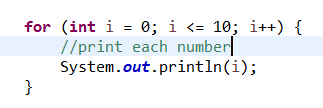 for (int i = 0; i <= 10; i++) {
    //print each number
    System.out.println(i);
}